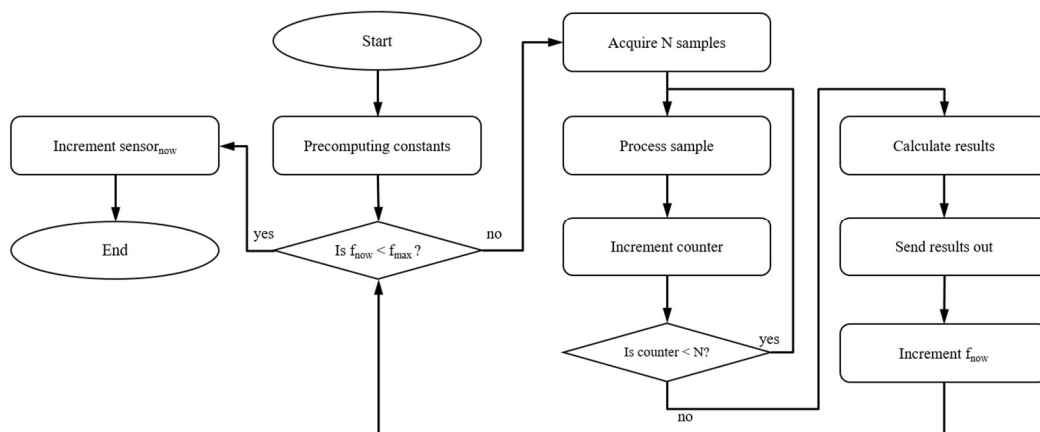 Start
Precomputing constants
Is f_now < f_max ?
yes
no
Increment sensor_now
End
Acquire N samples
Process sample
Increment counter
Is counter < N?
yes
no
Calculate results
Send results out
Increment f_now